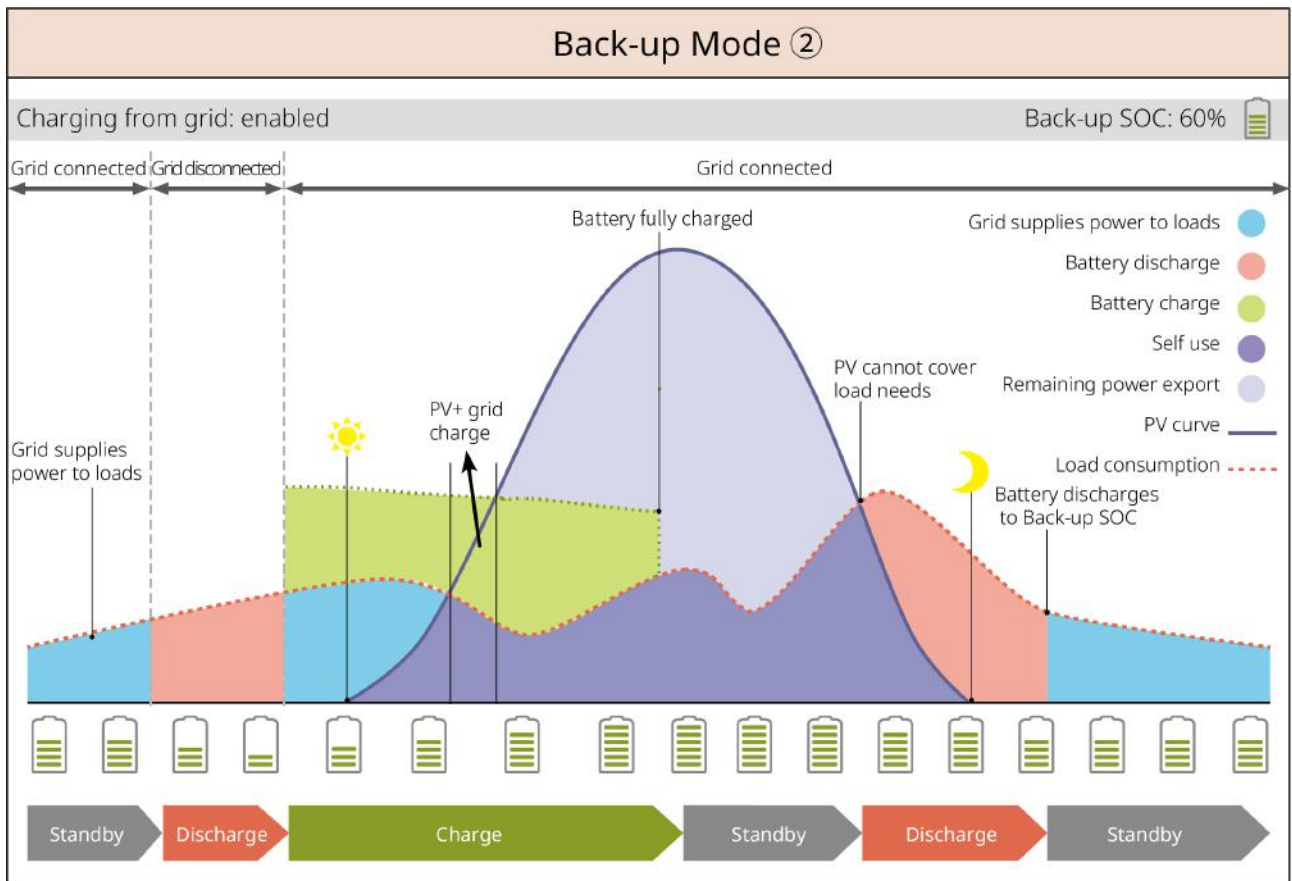 Back-up Mode ②
Charging from grid: enabled
Back-up SOC: 60%
Grid connected
Grid disconnected
Grid connected
Battery fully charged
Grid supplies power to loads
Battery discharge
Battery charge
Self use
Remaining power export
PV curve
Load consumption
PV cannot cover
load needs
PV+ grid
charge
Grid supplies
power to loads
Battery discharges
to Back-up SOC
Standby
Discharge
Charge
Standby
Discharge
Standby